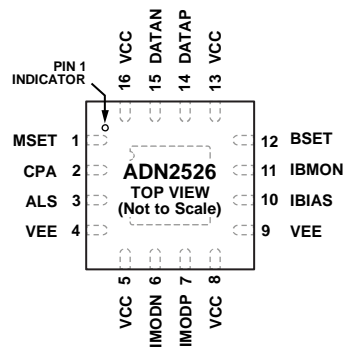 PIN 1
INDICATOR
16 VCC
15 DATAN
14 DATAP
13 VCC
MSET 1
CPA 2
ALS 3
VEE 4
ADN2526
TOP VIEW
(Not to Scale)
12 BSET
11 IBMON
10 IBIAS
9 VEE
VCC 5
IMODN 6
IMODP 7
VCC 8